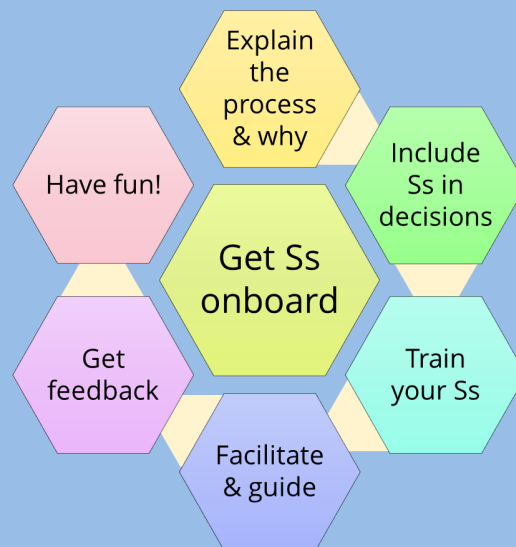 Explain
the
process
& why
Include
Ss in
decisions
Train
your Ss
Facilitate
& guide
Get
feedback
Have fun!
Get Ss
onboard